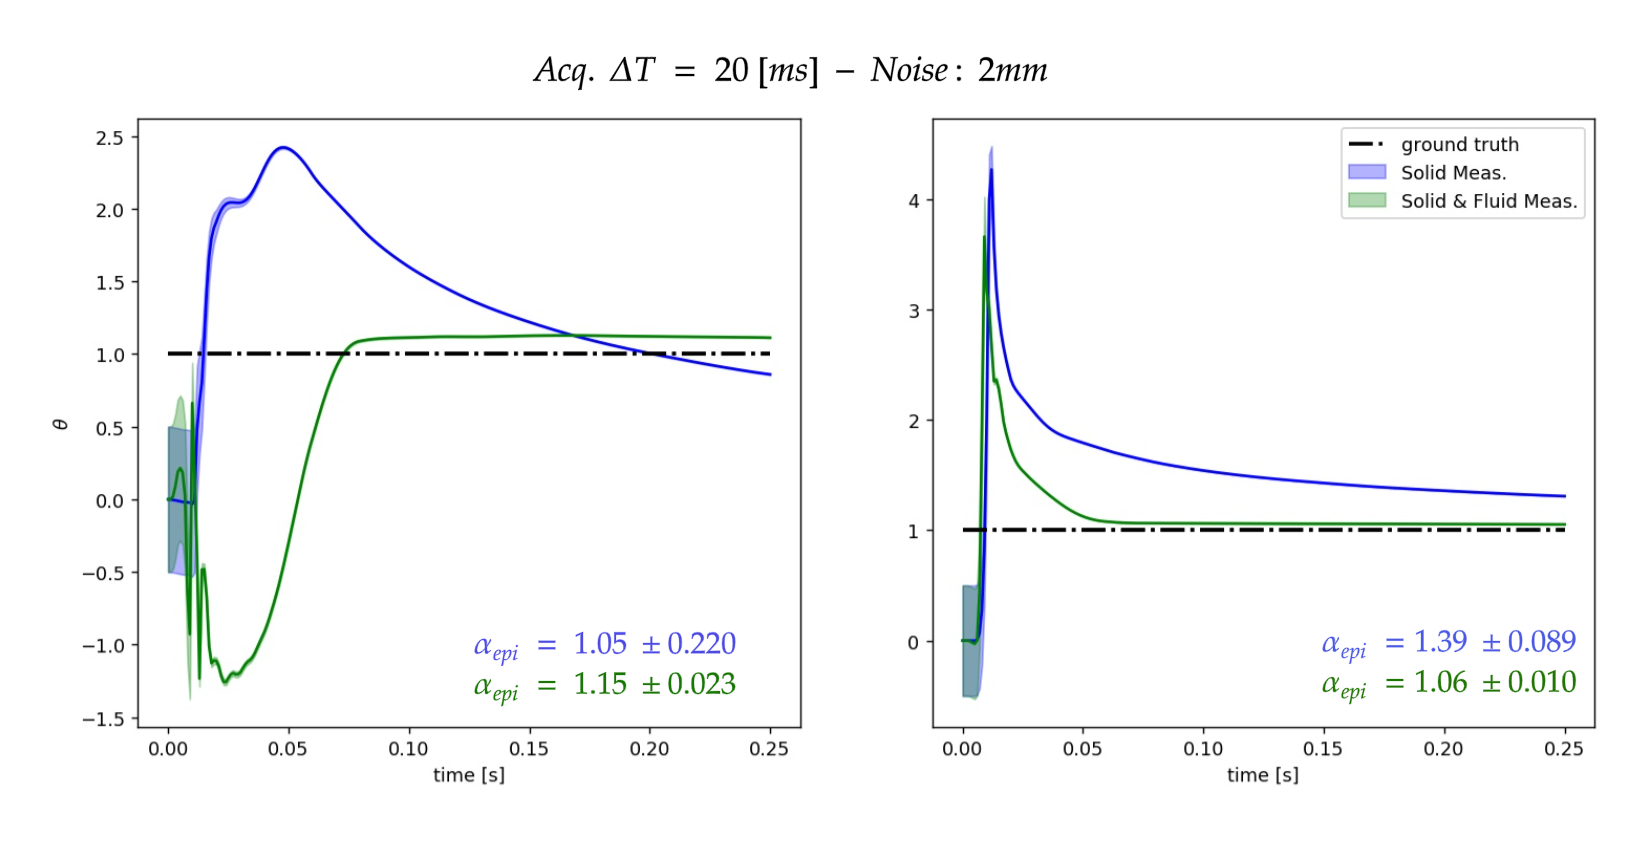 Acq. ΔT = 20 [ms] − Noise: 2mm
2.5
2.0
1.5
1.0
0.5
0.0
−0.5
−1.0
−1.5
θ
0.00 0.05 0.10 0.15 0.20 0.25
time [s]
α_epi = 1.05 ±0.220
α_epi = 1.15 ±0.023
4
3
2
1
0
0.00 0.05 0.10 0.15 0.20 0.25
time [s]
ground truth
Solid Meas.
Solid & Fluid Meas.
α_epi = 1.39 ±0.089
α_epi = 1.06 ±0.010